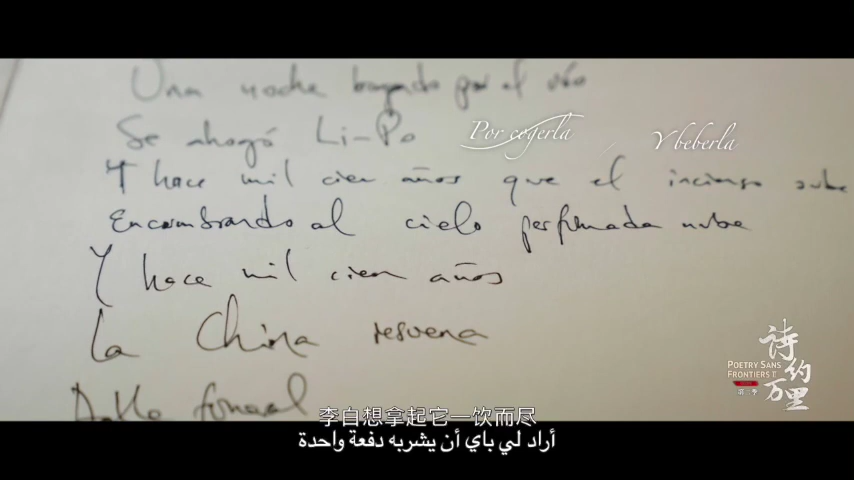 Una noche bogando por el río
Se ahogó Li-Po
Por cogerla , Y beberla
Y hace mil cien años que el incienso sube
Encumbrando al cielo perfumada nube
Y hace mil cien años
La China resuena
Doble funeral
诗约万里
POETRY SANS
FRONTIERS II
李白想拿起它一饮而尽
أراد لي باي أن يشربه دفعة واحدة